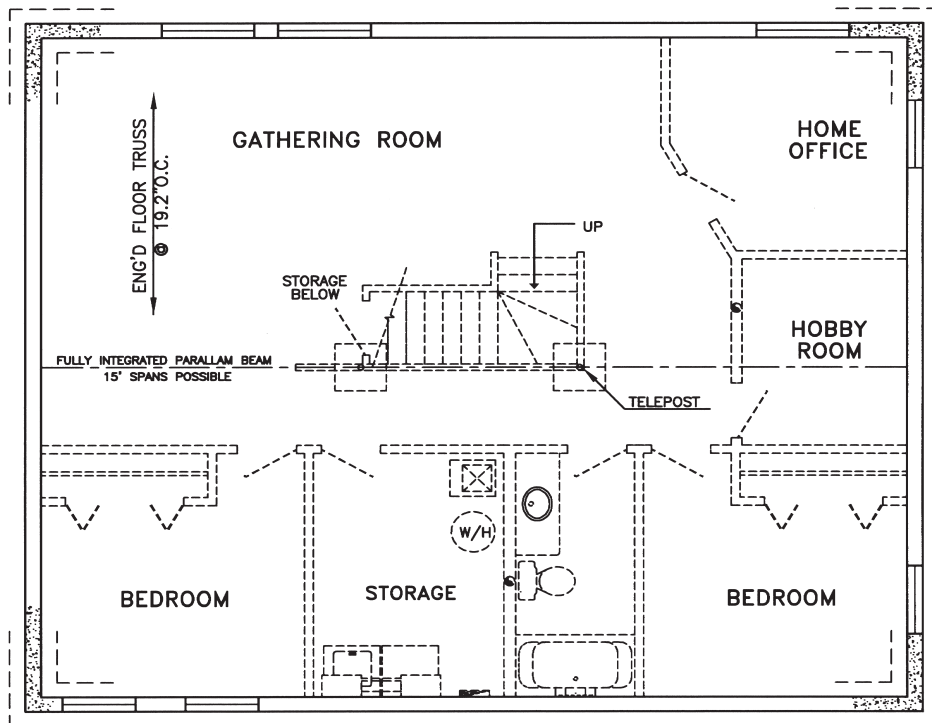 GATHERING ROOM
HOME
OFFICE
ENG'D FLOOR TRUSS
@ 19.2"O.C.
UP
STORAGE
BELOW
HOBBY
ROOM
FULLY INTEGRATED PARALLAM BEAM
15' SPANS POSSIBLE
TELEPOST
W/H
BEDROOM
STORAGE
BEDROOM